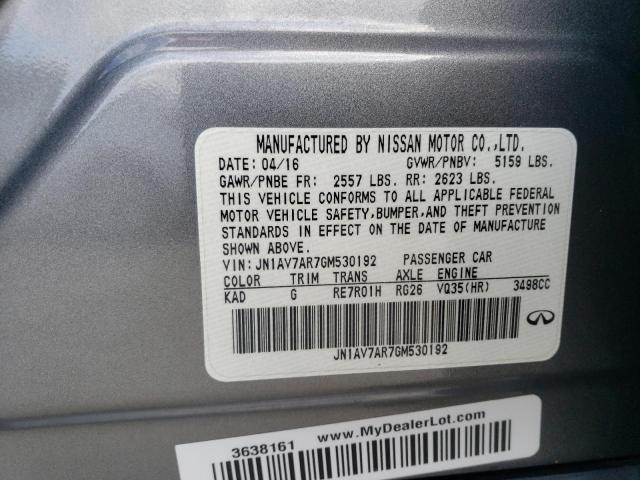 MANUFACTURED BY NISSAN MOTOR CO.,LTD.
DATE: 04/16 GVWR/PNBV: 5159 LBS.
GAWR/PNBE FR: 2557 LBS. RR: 2623 LBS.
THIS VEHICLE CONFORMS TO ALL APPLICABLE FEDERAL
MOTOR VEHICLE SAFETY,BUMPER,AND THEFT PREVENTION
STANDARDS IN EFFECT ON THE DATE OF MANUFACTURE
SHOWN ABOVE.
VIN: JN1AV7AR7GM530192 PASSENGER CAR
COLOR TRIM TRANS AXLE ENGINE
KAD G RE7R01H RG26 VQ35(HR) 3498CC
JN1AV7AR7GM530192
3638161 www.MyDealerLot.com